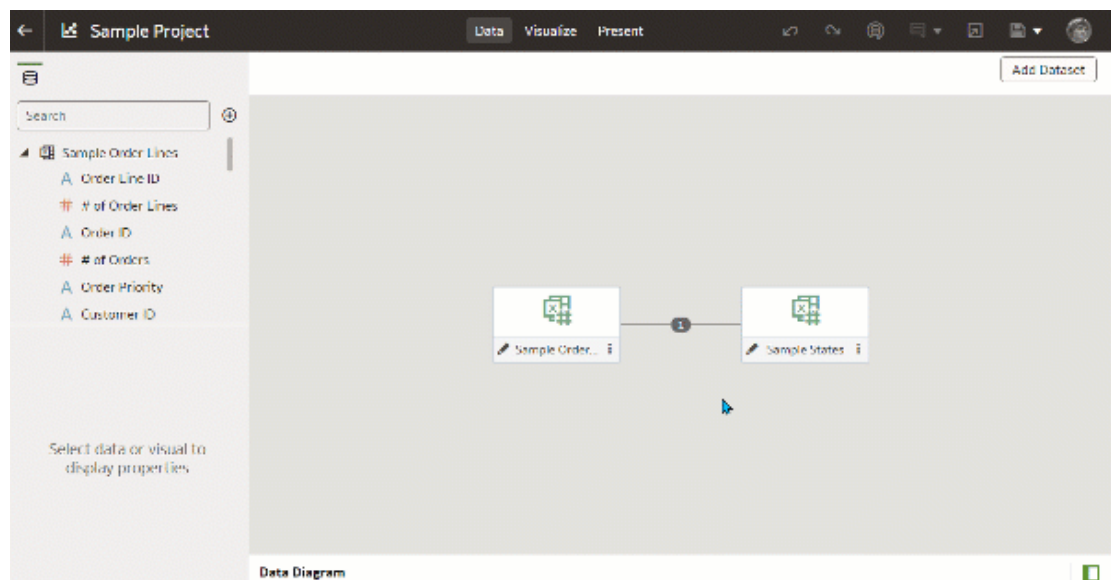 Sample Project
Data Visualize Present
Add Dataset
Search
Sample Order Lines
A Order Line ID
# # of Order Lines
A Order ID
# # of Orders
A Order Priority
A Customer ID
1
Sample Order...
Sample States
Select data or visual to
display properties
Data Diagram